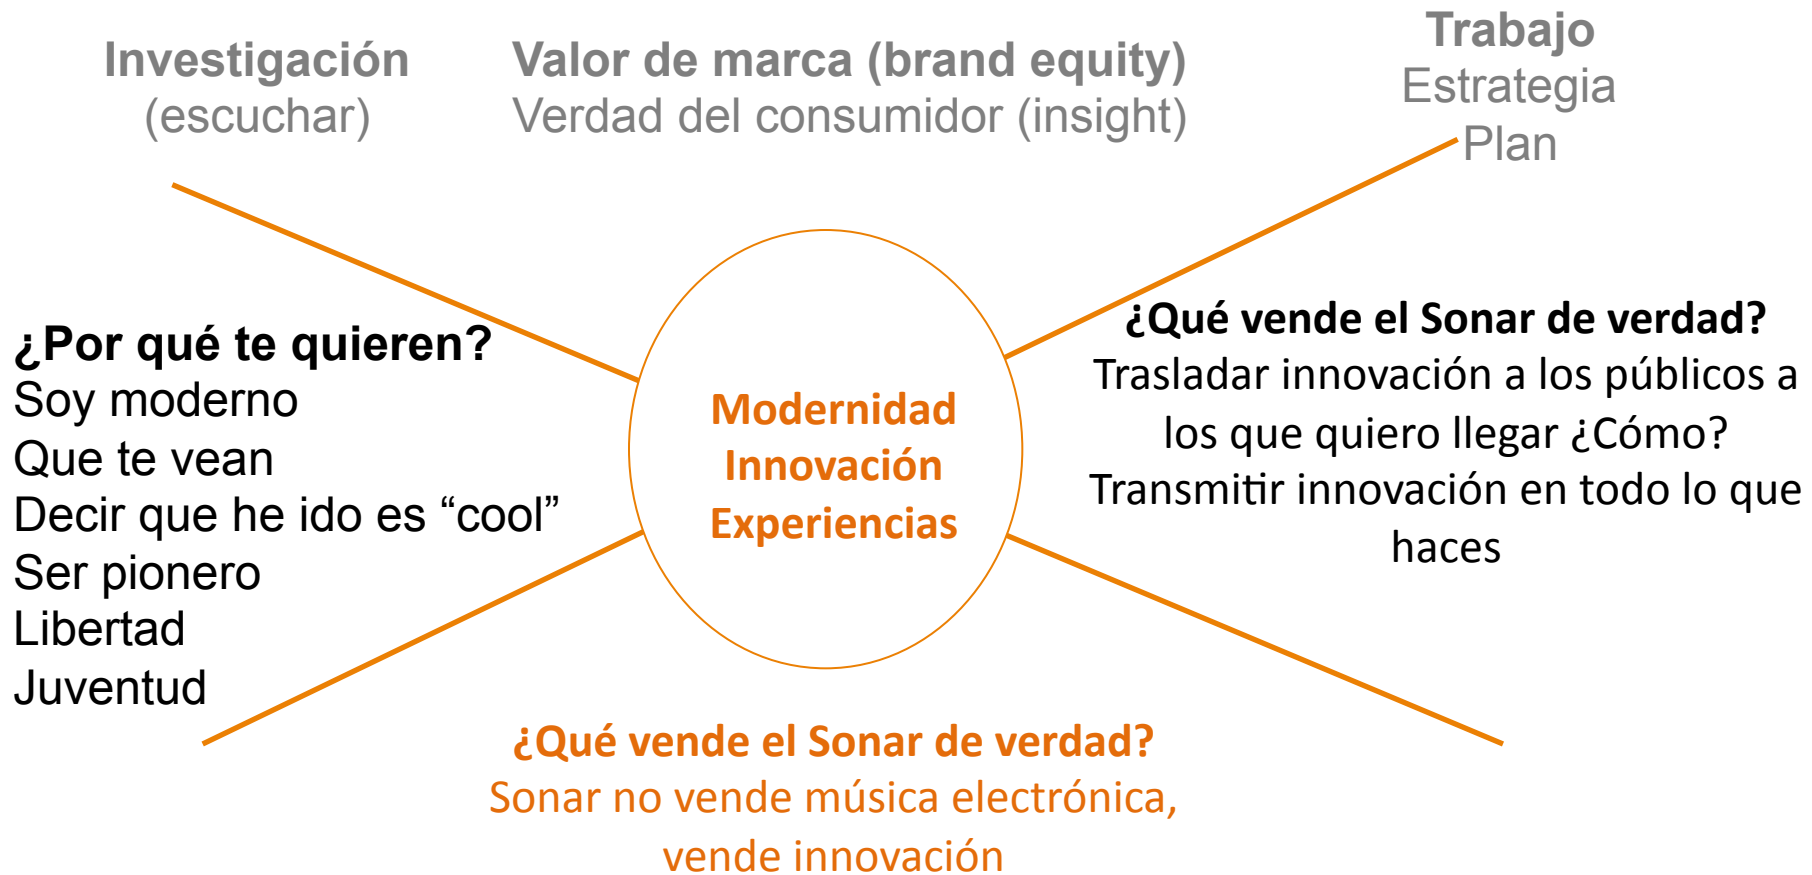 Investigación
(escuchar)
Valor de marca (brand equity)
Verdad del consumidor (insight)
Trabajo
Estrategia
Plan
¿Por qué te quieren?
Soy moderno
Que te vean
Decir que he ido es “cool”
Ser pionero
Libertad
Juventud
Modernidad
Innovación
Experiencias
¿Qué vende el Sonar de verdad?
Trasladar innovación a los públicos a
los que quiero llegar ¿Cómo?
Transmitir innovación en todo lo que
haces
¿Qué vende el Sonar de verdad?
Sonar no vende música electrónica,
vende innovación